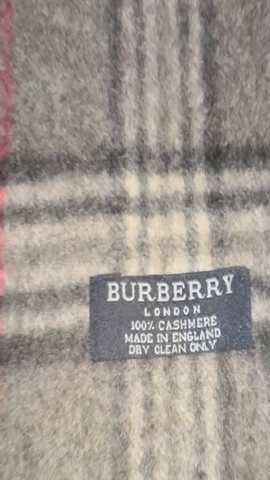 BURBERRY
LONDON
100% CASHMERE
MADE IN ENGLAND
DRY CLEAN ONLY